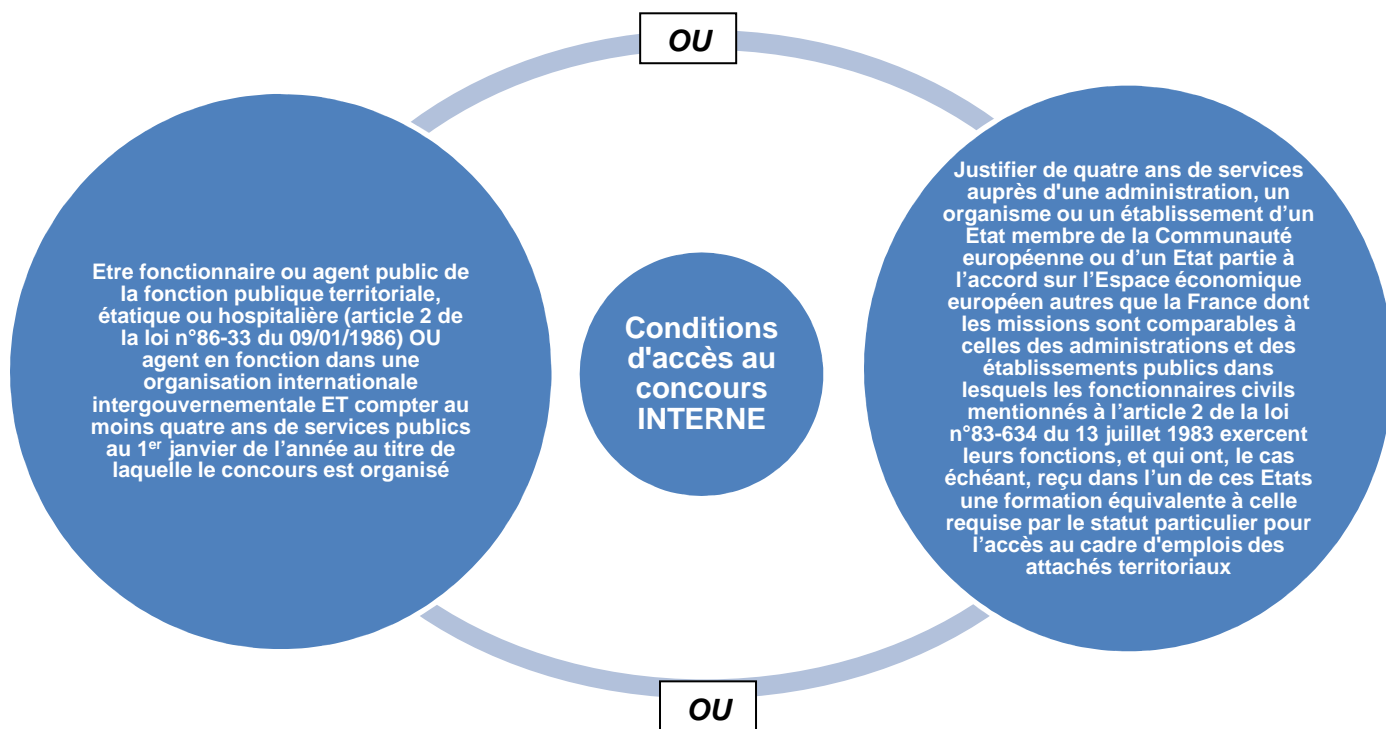 OU
Etre fonctionnaire ou agent public de
la fonction publique territoriale,
étatique ou hospitalière (article 2 de
la loi n°86-33 du 09/01/1986) OU
agent en fonction dans une
organisation internationale
intergouvernementale ET compter au
moins quatre ans de services publics
au 1er janvier de l’année au titre de
laquelle le concours est organisé
Conditions
d'accès au
concours
INTERNE
Justifier de quatre ans de services
auprès d'une administration, un
organisme ou un établissement d’un
Etat membre de la Communauté
européenne ou d’un Etat partie à
l’accord sur l’Espace économique
européen autres que la France dont
les missions sont comparables à
celles des administrations et des
établissements publics dans
lesquels les fonctionnaires civils
mentionnés à l’article 2 de la loi
n°83-634 du 13 juillet 1983 exercent
leurs fonctions, et qui ont, le cas
échéant, reçu dans l’un de ces Etats
une formation équivalente à celle
requise par le statut particulier pour
l’accès au cadre d'emplois des
attachés territoriaux
OU